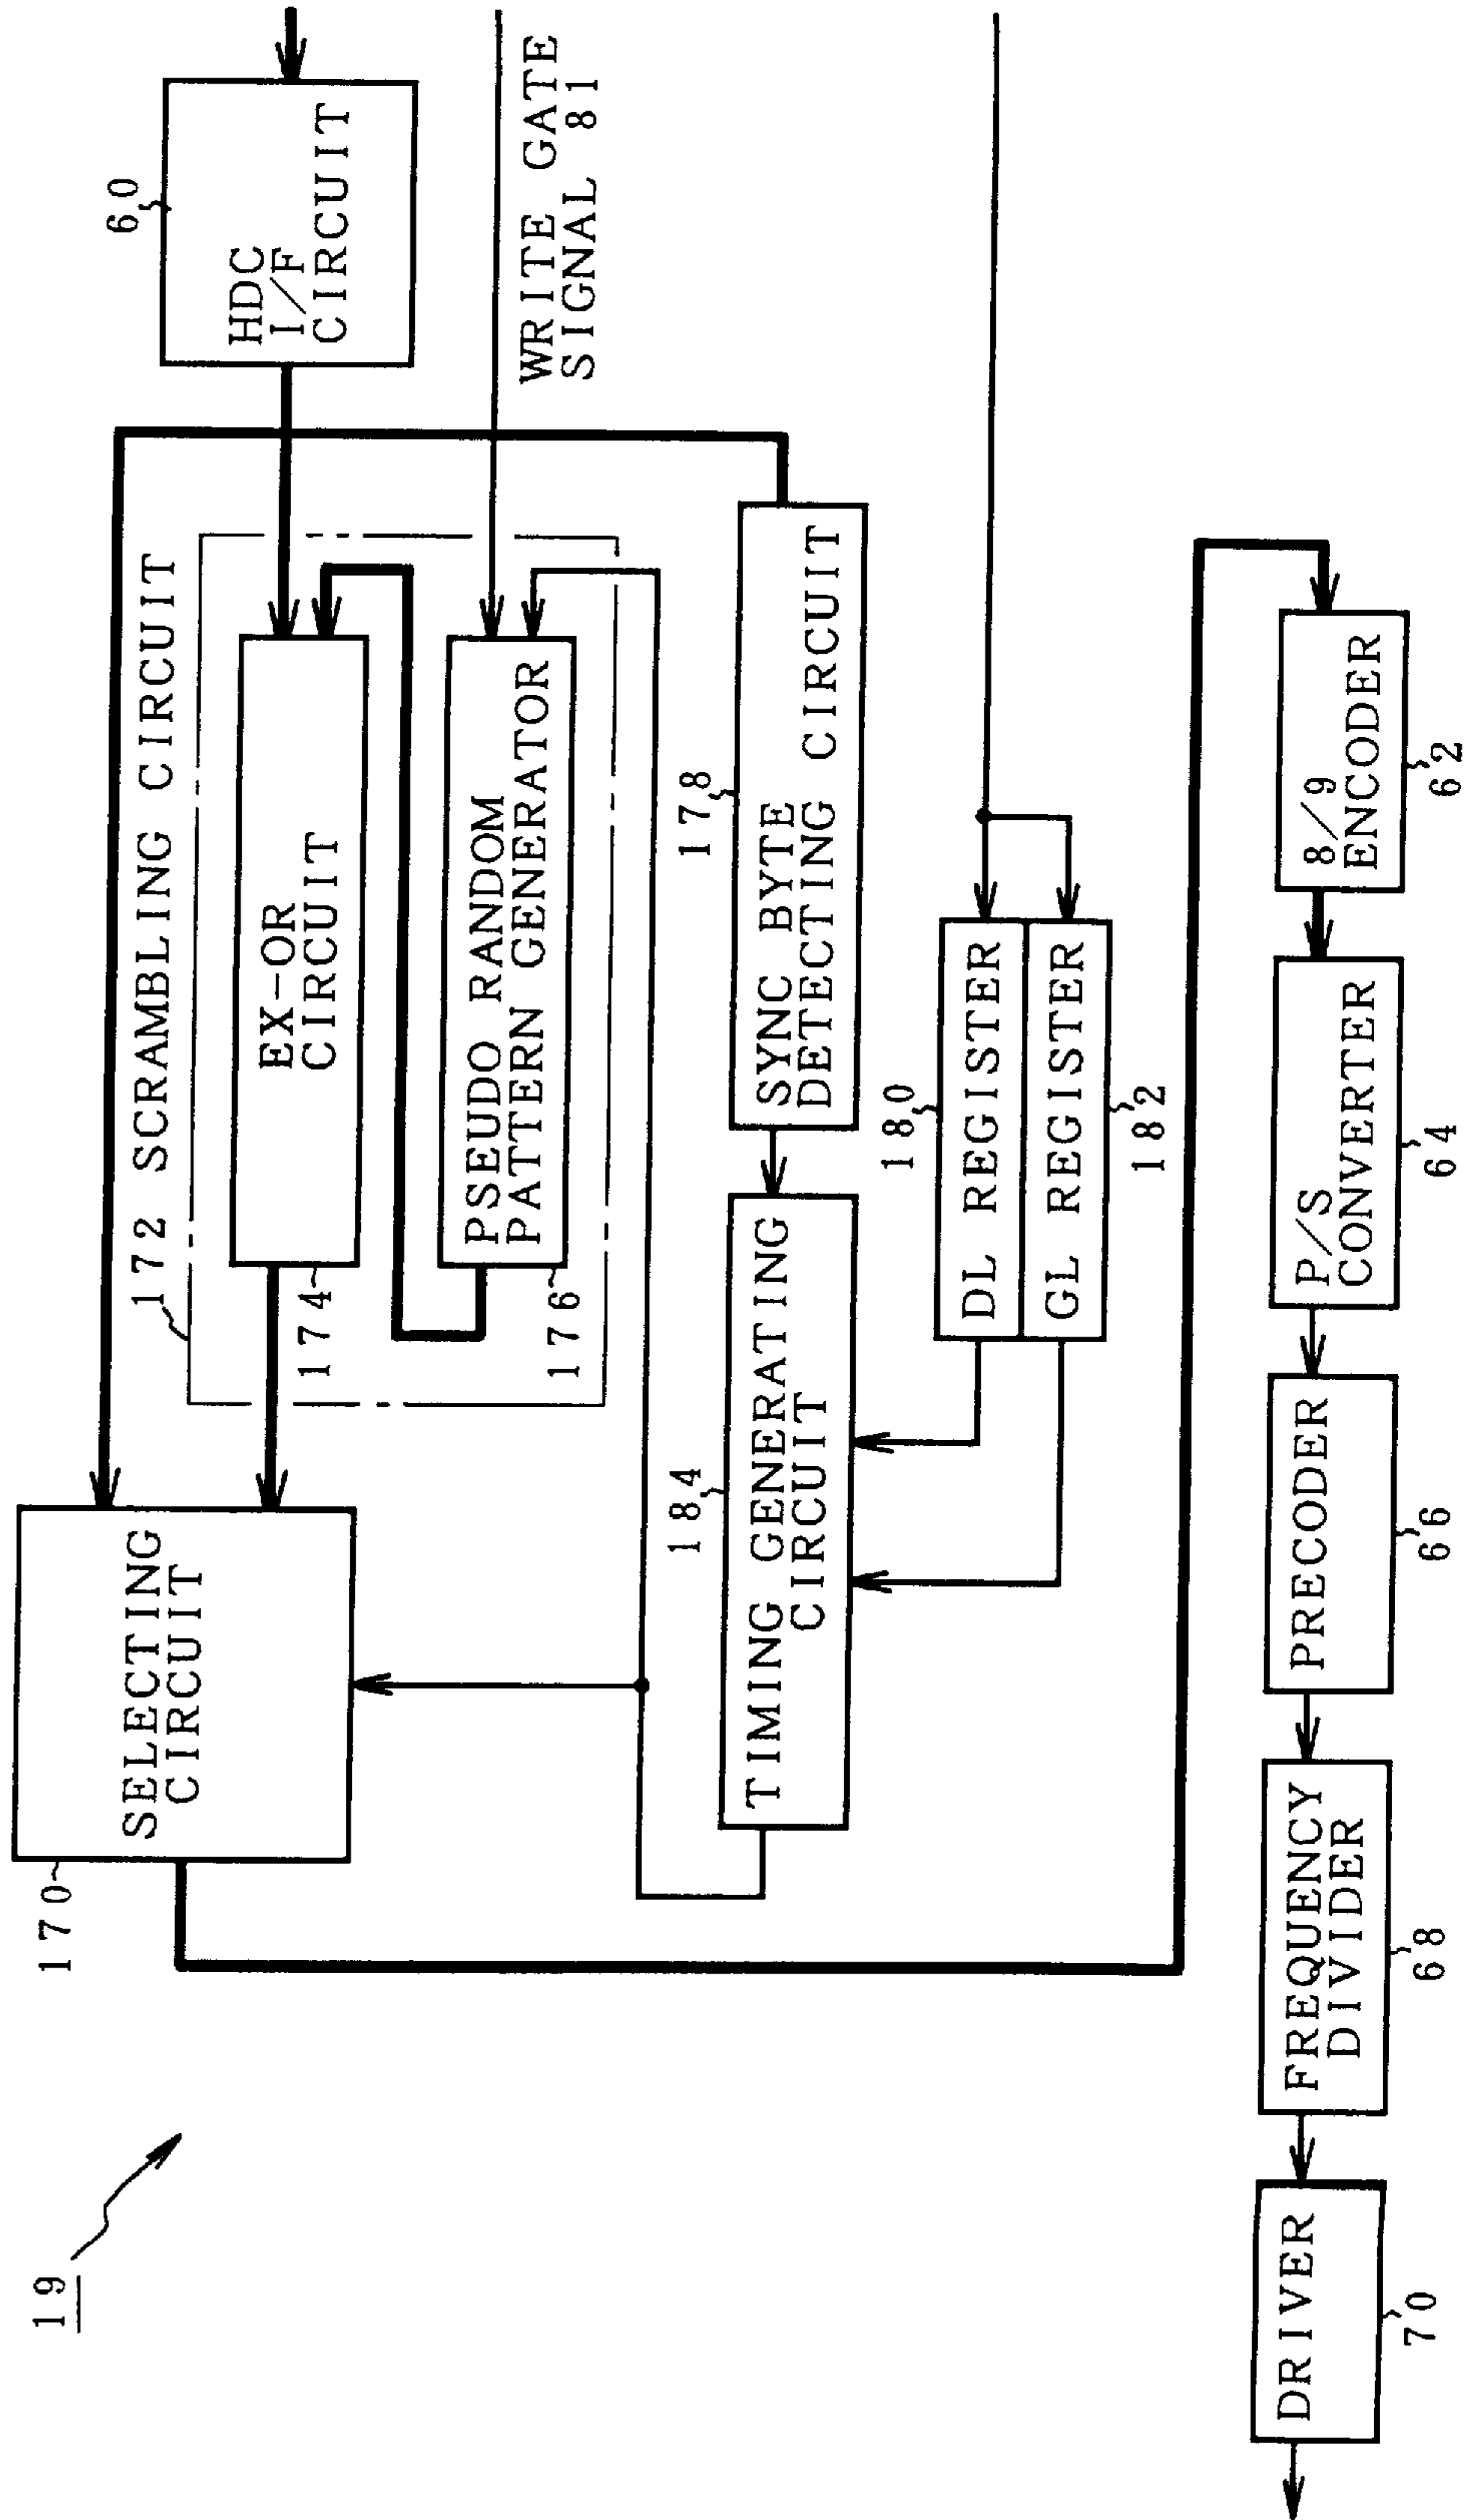 19
170
SELECTING
CIRCUIT
172 SCRAMBLING CIRCUIT
EX-OR
CIRCUIT
174
PSEUDO RANDOM
PATTERN GENERATOR
176
60
HDC
I/F
CIRCUIT
WRITE GATE
SIGNAL 81
178
SYNC BYTE
DETECTING CIRCUIT
184
TIMING GENERATING
CIRCUIT
180
DL REGISTER
GL REGISTER
182
DRIVER
70
FREQUENCY
DIVIDER
68
PRECODER
66
P/S
CONVERTER
64
8/9
ENCODER
62